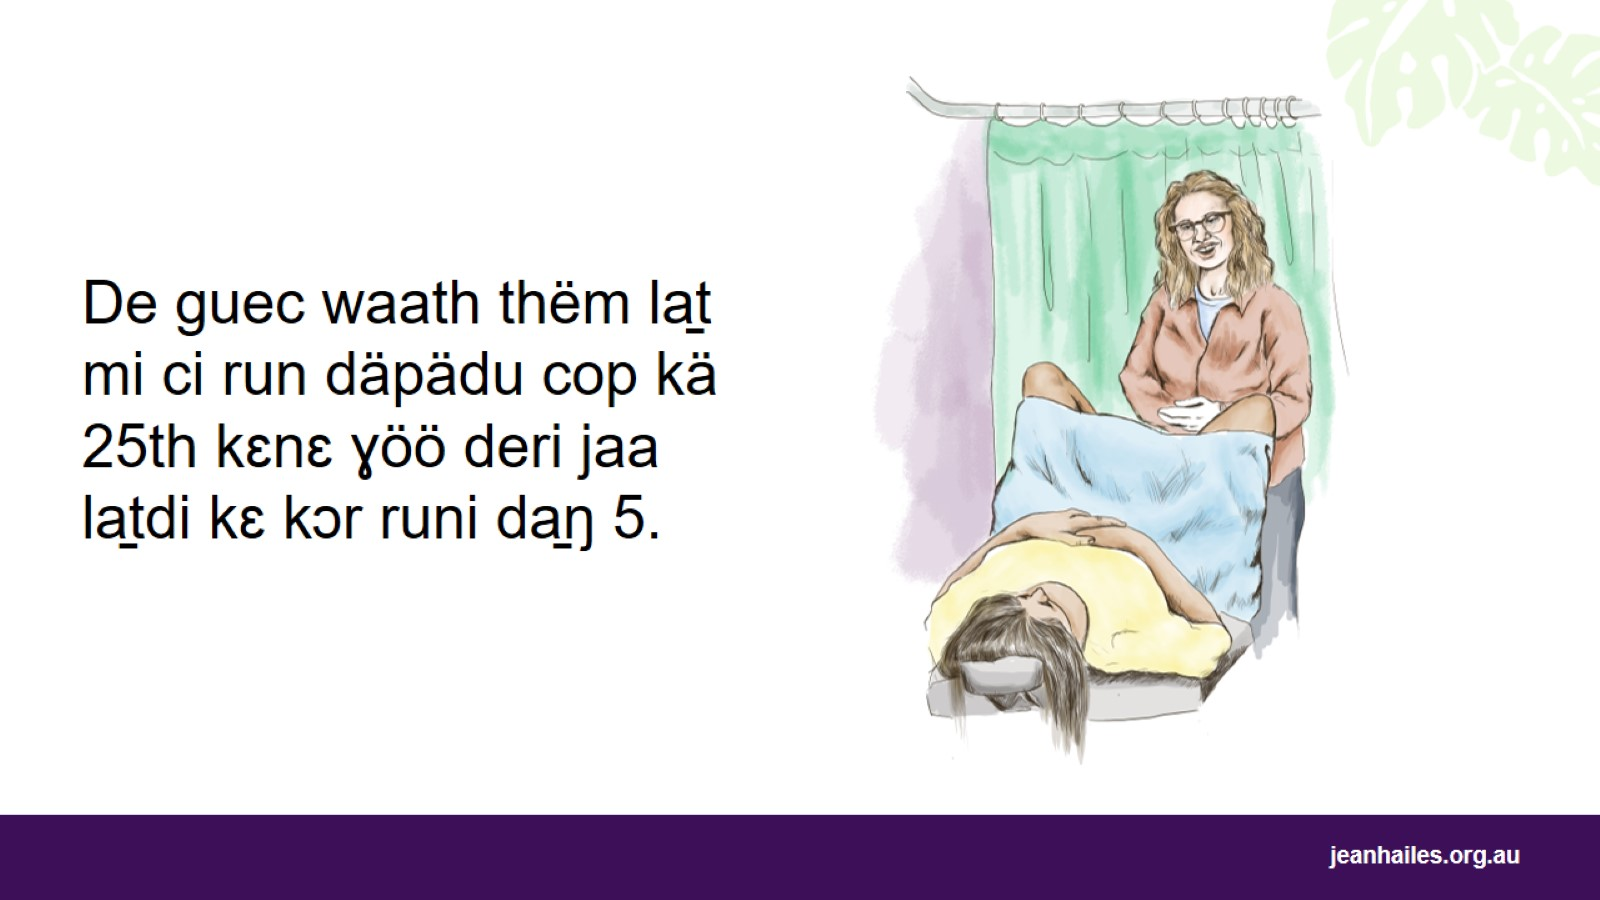 De guec waath thëm la̱ṯ
mi ci run däpädu cop kä
25th kɛnɛ ɣöö deri jaa
la̱ṯdi kɛ kɔr runi da̱ŋ 5.
jeanhailes.org.au